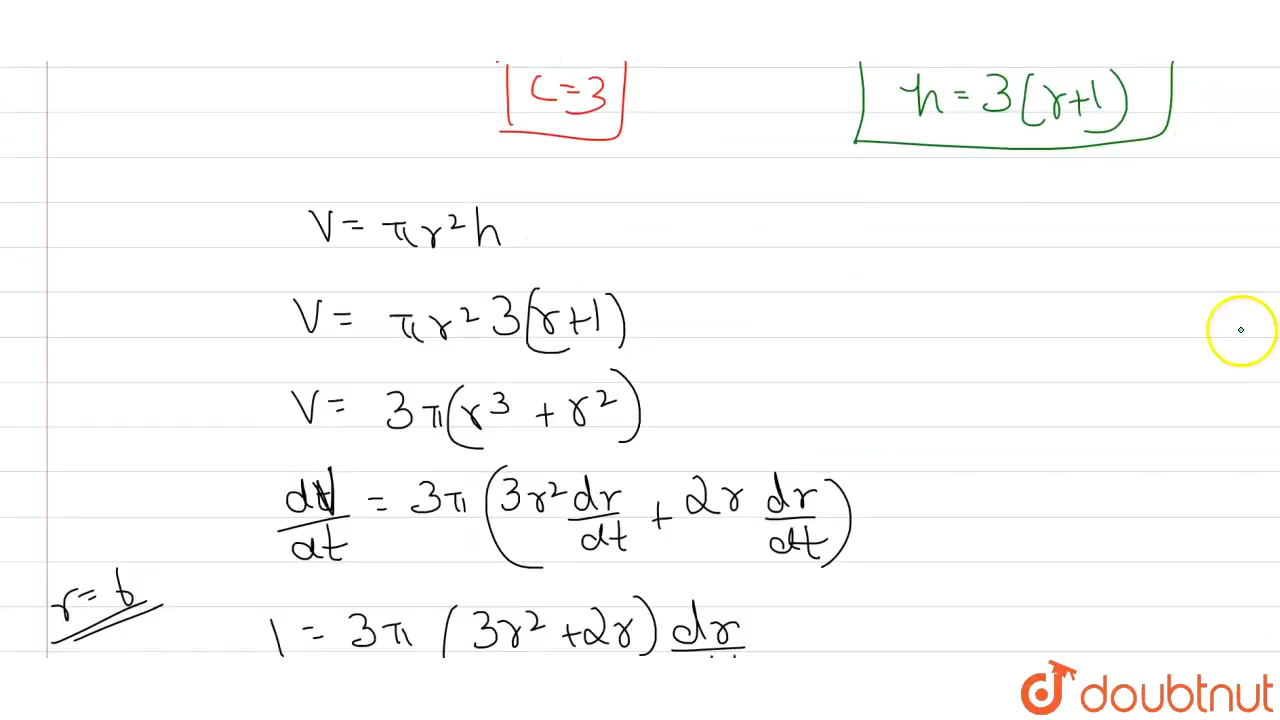 c=3
h = 3(r+1)
V = πr²h
V = πr² 3(r+1)
V = 3π(r³ + r²)
dV/dt = 3π(3r² dr/dt + 2r dr/dt)
r = 6
1 = 3π (3r² + 2r) dr
doubtnut